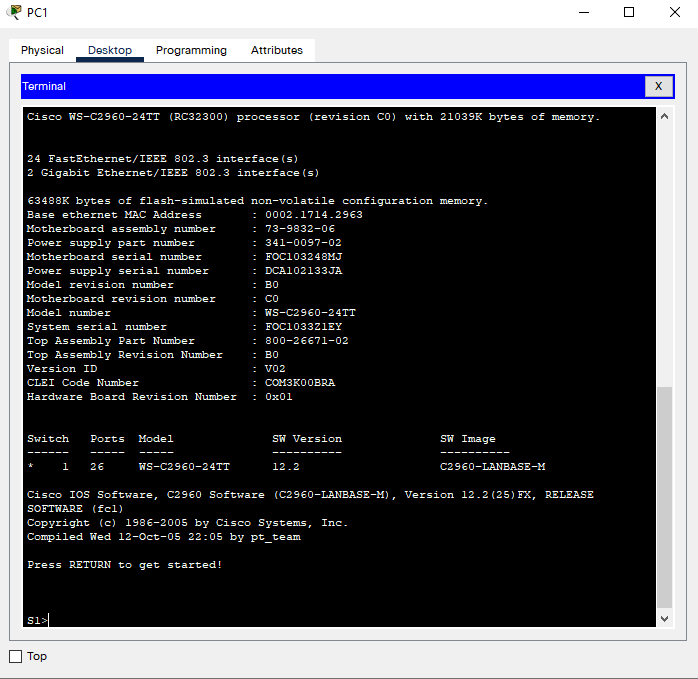 PC1
Physical Desktop Programming Attributes
Terminal X
Cisco WS-C2960-24TT (RC32300) processor (revision C0) with 21039K bytes of memory.
24 FastEthernet/IEEE 802.3 interface(s)
2 Gigabit Ethernet/IEEE 802.3 interface(s)
63488K bytes of flash-simulated non-volatile configuration memory.
Base ethernet MAC Address : 0002.1714.2963
Motherboard assembly number : 73-9832-06
Power supply part number : 341-0097-02
Motherboard serial number : FOC103248MJ
Power supply serial number : DCA102133JA
Model revision number : B0
Motherboard revision number : C0
Model number : WS-C2960-24TT
System serial number : FOC1033Z1EY
Top Assembly Part Number : 800-26671-02
Top Assembly Revision Number : B0
Version ID : V02
CLEI Code Number : COM3K00BRA
Hardware Board Revision Number : 0x01
Switch Ports Model SW Version SW Image
------ ----- ----- ---------- ----------
* 1 26 WS-C2960-24TT 12.2 C2960-LANBASE-M
Cisco IOS Software, C2960 Software (C2960-LANBASE-M), Version 12.2(25)FX, RELEASE
SOFTWARE (fc1)
Copyright (c) 1986-2005 by Cisco Systems, Inc.
Compiled Wed 12-Oct-05 22:05 by pt_team
Press RETURN to get started!
S1>
Top